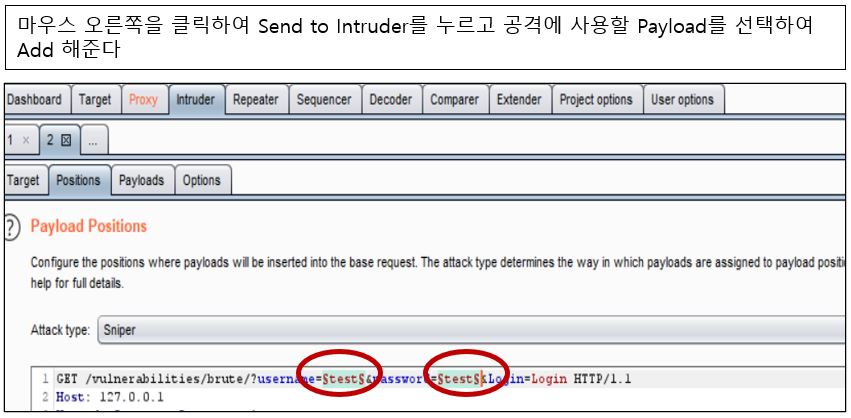 마우스 오른쪽을 클릭하여 Send to Intruder를 누르고 공격에 사용할 Payload를 선택하여
Add 해준다
Dashboard Target Proxy Intruder Repeater Sequencer Decoder Comparer Extender Project options User options
1 × 2 ☒ ...
Target Positions Payloads Options
? Payload Positions
Configure the positions where payloads will be inserted into the base request. The attack type determines the way in which payloads are assigned to payload positi
help for full details.
Attack type: Sniper
1 GET /vulnerabilities/brute/?username=§test§&password=§test§&Login=Login HTTP/1.1
2 Host: 127.0.0.1